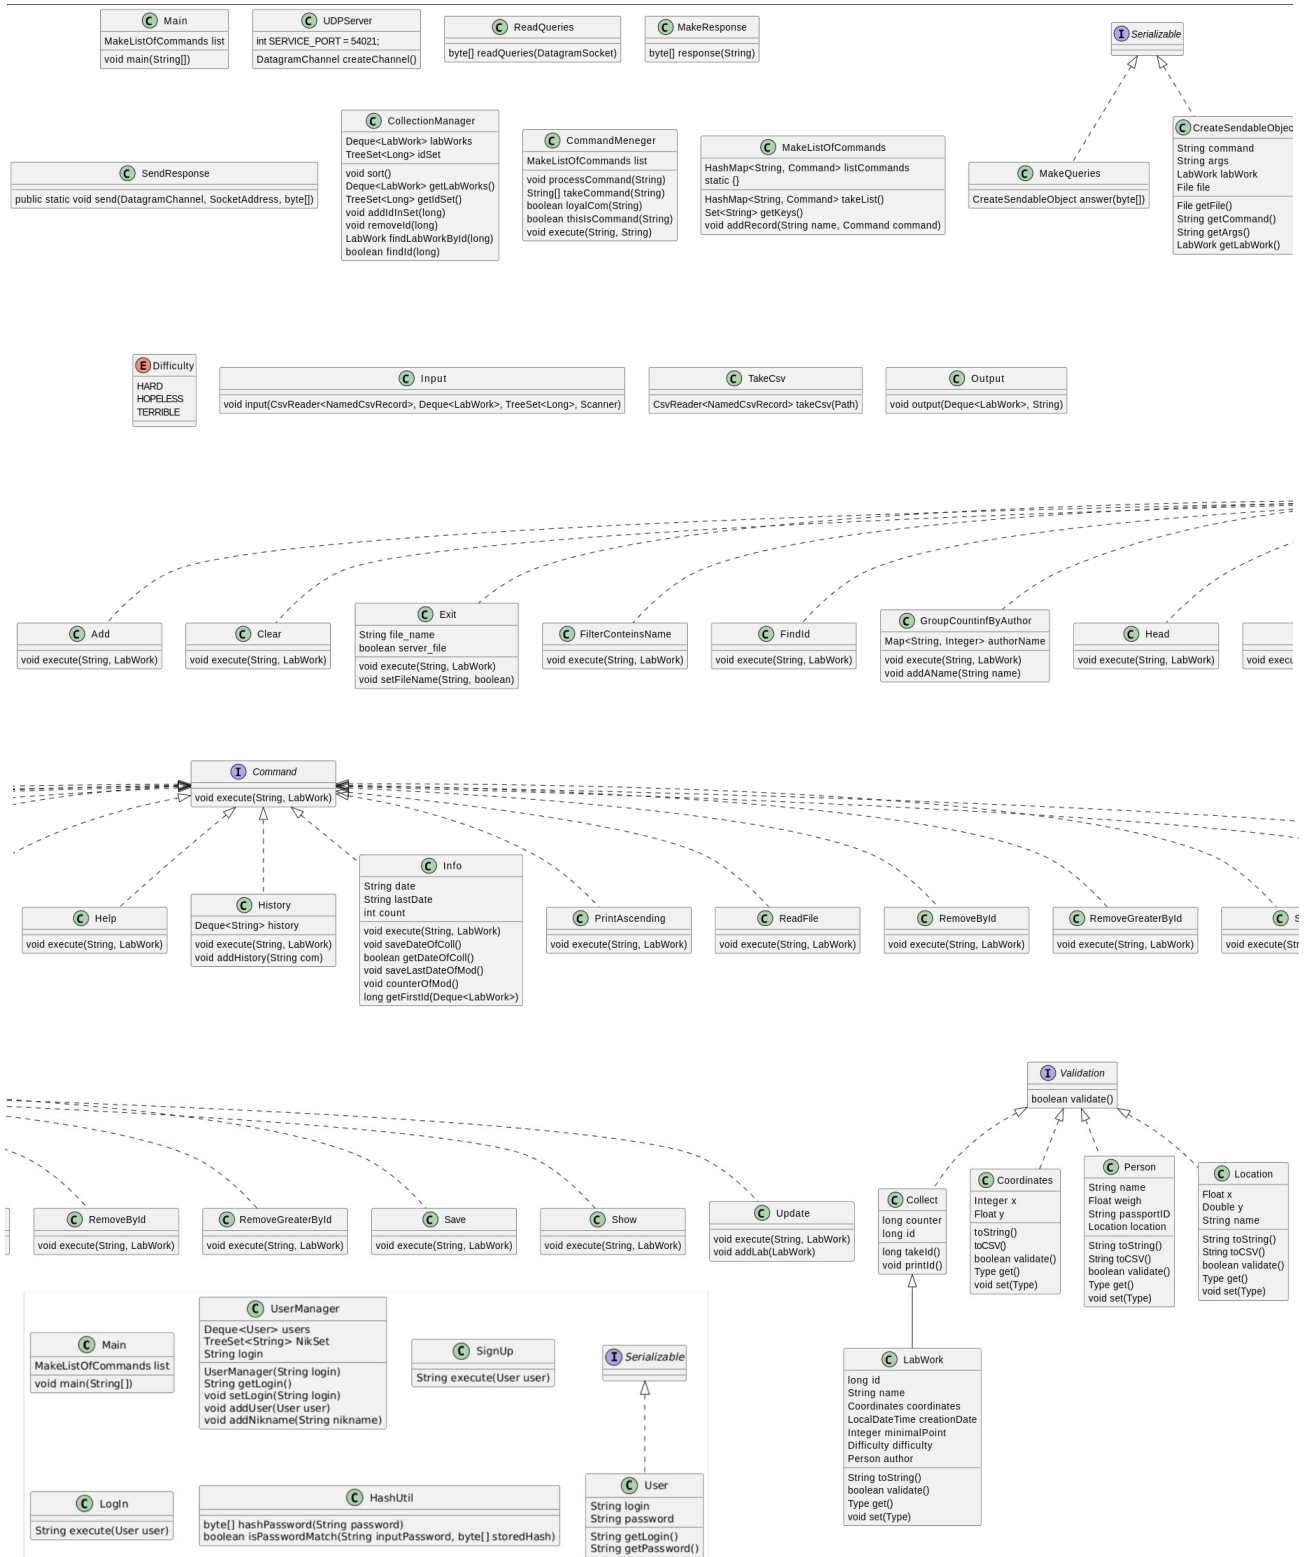 C Main
MakeListOfCommands list
void main(String[])
C UDPServer
int SERVICE_PORT = 54021;
DatagramChannel createChannel()
C ReadQueries
byte[] readQueries(DatagramSocket)
C MakeResponse
byte[] response(String)
I Serializable
C SendResponse
public static void send(DatagramChannel, SocketAddress, byte[])
C CollectionManager
Deque<LabWork> labWorks
TreeSet<Long> idSet
void sort()
Deque<LabWork> getLabWorks()
TreeSet<Long> getIdSet()
void addIdInSet(long)
void removeId(long)
LabWork findLabWorkById(long)
boolean findId(long)
C CommandMeneger
MakeListOfCommands list
void processCommand(String)
String[] takeCommand(String)
boolean loyalCom(String)
boolean thisIsCommand(String)
void execute(String, String)
C MakeListOfCommands
HashMap<String, Command> listCommands
static {}
HashMap<String, Command> takeList()
Set<String> getKeys()
void addRecord(String name, Command command)
C MakeQueries
CreateSendableObject answer(byte[])
C CreateSendableObjec
String command
String args
LabWork labWork
File file
File getFile()
String getCommand()
String getArgs()
LabWork getLabWork()
E Difficulty
HARD
HOPELESS
TERRIBLE
C Input
void input(CsvReader<NamedCsvRecord>, Deque<LabWork>, TreeSet<Long>, Scanner)
C TakeCsv
CsvReader<NamedCsvRecord> takeCsv(Path)
C Output
void output(Deque<LabWork>, String)
C Add
void execute(String, LabWork)
C Clear
void execute(String, LabWork)
C Exit
String file_name
boolean server_file
void execute(String, LabWork)
void setFileName(String, boolean)
C FilterConteinsName
void execute(String, LabWork)
C FindId
void execute(String, LabWork)
C GroupCountinfByAuthor
Map<String, Integer> authorName
void execute(String, LabWork)
void addAName(String name)
C Head
void execute(String, LabWork)
void execu
I Command
void execute(String, LabWork)
C Help
void execute(String, LabWork)
C History
Deque<String> history
void execute(String, LabWork)
void addHistory(String com)
C Info
String date
String lastDate
int count
void execute(String, LabWork)
void saveDateOfColl()
boolean getDateOfColl()
void saveLastDateOfMod()
void counterOfMod()
long getFirstId(Deque<LabWork>)
C PrintAscending
void execute(String, LabWork)
C ReadFile
void execute(String, LabWork)
C RemoveById
void execute(String, LabWork)
C RemoveGreaterById
void execute(String, LabWork)
C S
void execute(Str
I Validation
boolean validate()
C RemoveById
void execute(String, LabWork)
C RemoveGreaterById
void execute(String, LabWork)
C Save
void execute(String, LabWork)
C Show
void execute(String, LabWork)
C Update
void execute(String, LabWork)
void addLab(LabWork)
C Collect
long counter
long id
long takeId()
void printId()
C Coordinates
Integer x
Float y
toString()
toCSV()
boolean validate()
Type get()
void set(Type)
C Person
String name
Float weigh
String passportID
Location location
String toString()
String toCSV()
boolean validate()
Type get()
void set(Type)
C Location
Float x
Double y
String name
String toString()
String toCSV()
boolean validate()
Type get()
void set(Type)
C Main
MakeListOfCommands list
void main(String[])
C UserManager
Deque<User> users
TreeSet<String> NikSet
String login
UserManager(String login)
String getLogin()
void setLogin(String login)
void addUser(User user)
void addNikname(String nikname)
C SignUp
String execute(User user)
I Serializable
C LabWork
long id
String name
Coordinates coordinates
LocalDateTime creationDate
Integer minimalPoint
Difficulty difficulty
Person author
String toString()
boolean validate()
Type get()
void set(Type)
C LogIn
String execute(User user)
C HashUtil
byte[] hashPassword(String password)
boolean isPasswordMatch(String inputPassword, byte[] storedHash)
C User
String login
String password
String getLogin()
String getPassword()